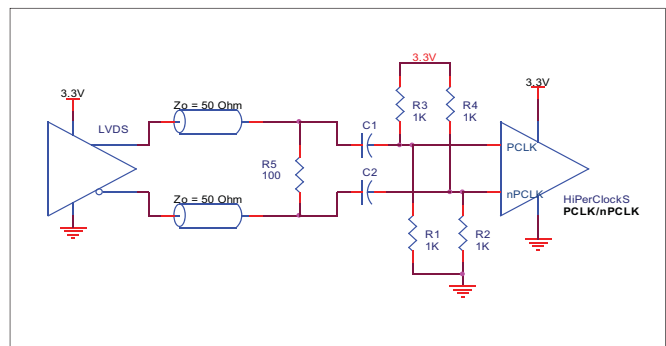 3.3V
3.3V
3.3V
Zo = 50 Ohm
LVDS
C1
R3
1K
R4
1K
R5
100
PCLK
C2
nPCLK
Zo = 50 Ohm
HiPerClockS
PCLK/nPCLK
R1
1K
R2
1K